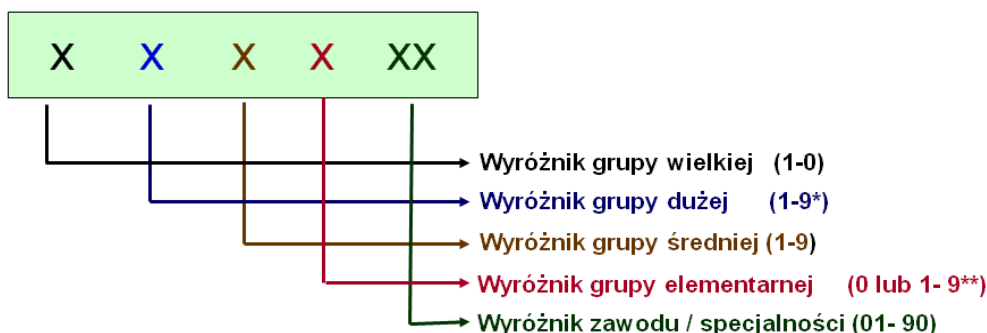 X X X X XX
Wyróżnik grupy wielkiej (1-0)
Wyróżnik grupy dużej (1-9*)
Wyróżnik grupy średniej (1-9)
Wyróżnik grupy elementarnej (0 lub 1- 9**)
Wyróżnik zawodu / specjalności (01- 90)